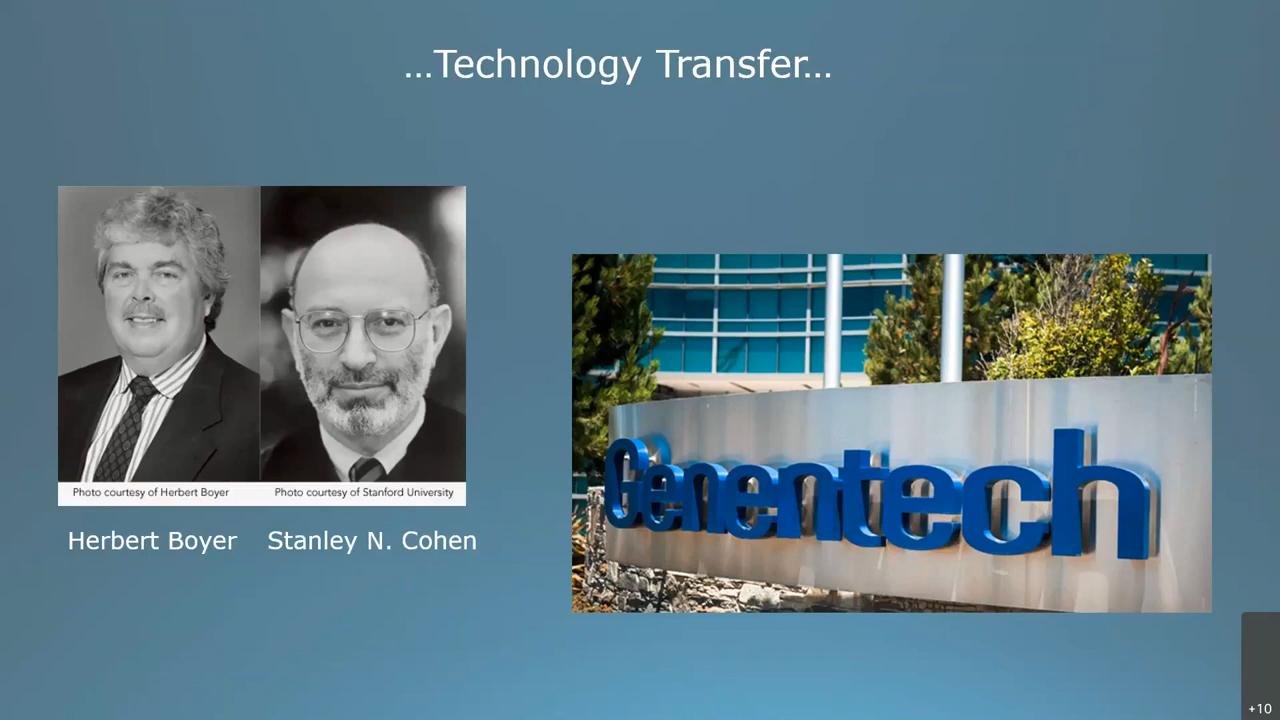 …Technology Transfer…
Photo courtesy of Herbert Boyer
Photo courtesy of Stanford University
Herbert Boyer
Stanley N. Cohen
Genentech
+10